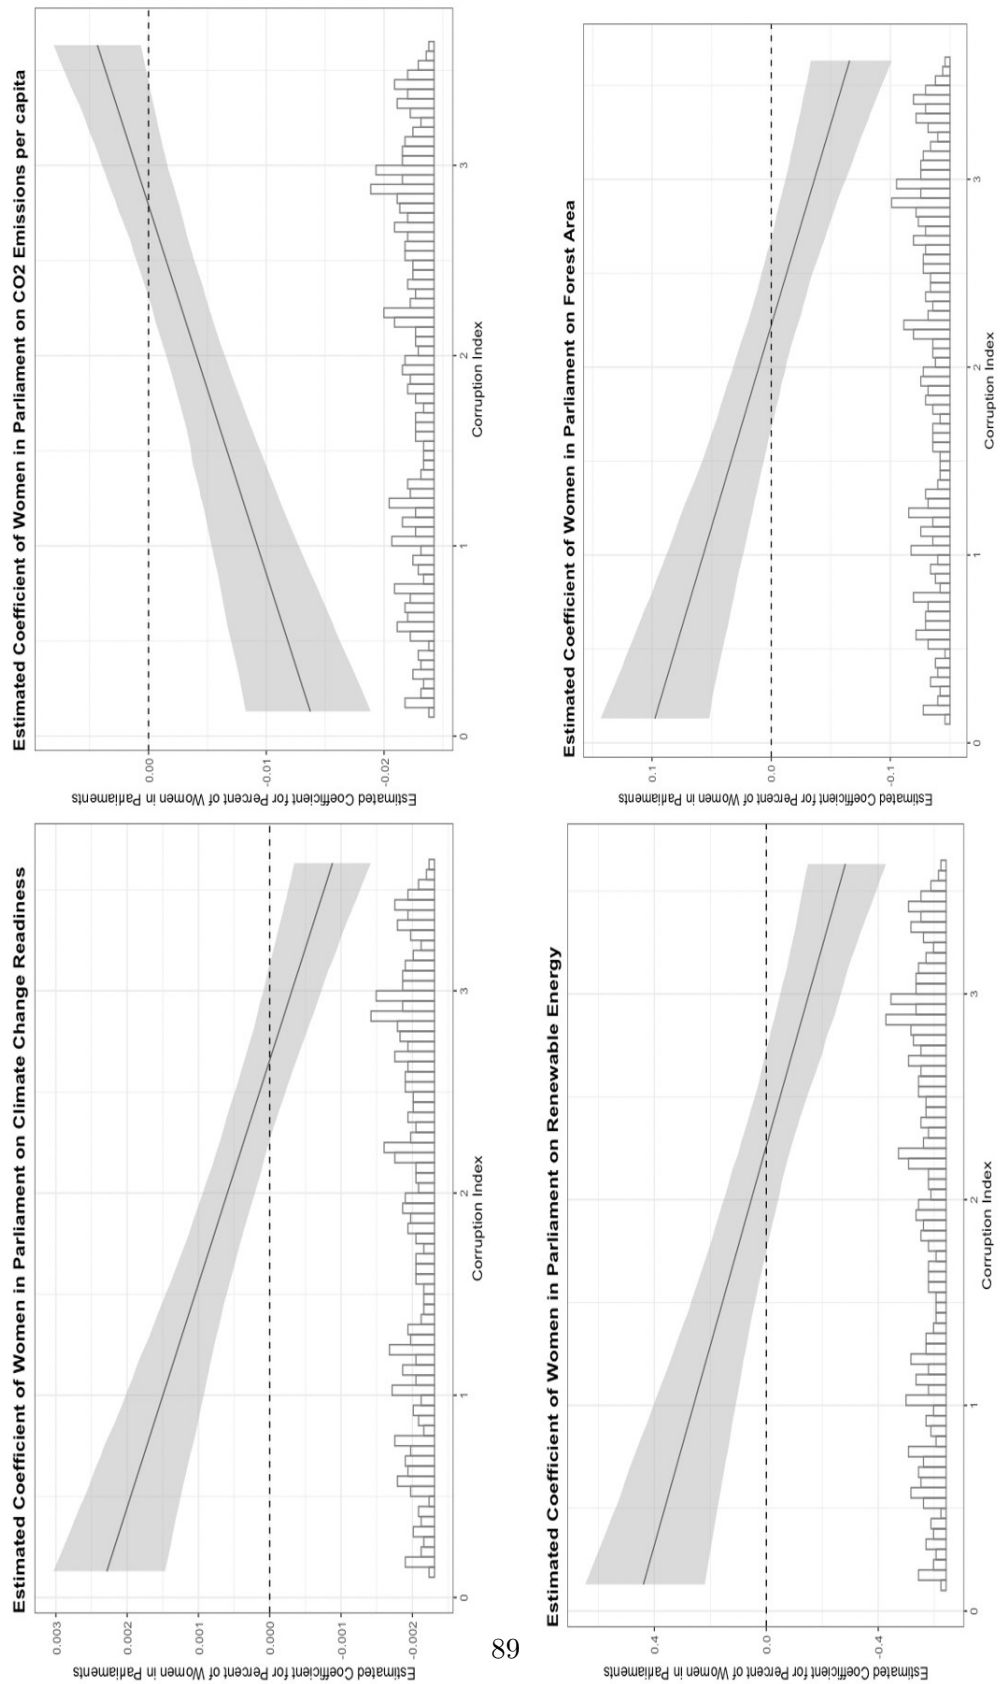 Estimated Coefficient of Women in Parliament on Climate Change Readiness
Estimated Coefficient for Percent of Women in Parliaments
0.003
0.002
0.001
0.000
-0.001
-0.002
0
1
2
3
Corruption Index
Estimated Coefficient of Women in Parliament on CO2 Emissions per capita
Estimated Coefficient for Percent of Women in Parliaments
0.00
-0.01
-0.02
0
1
2
3
Corruption Index
Estimated Coefficient of Women in Parliament on Renewable Energy
Estimated Coefficient for Percent of Women in Parliaments
0.4
0.0
-0.4
0
1
2
3
Corruption Index
Estimated Coefficient of Women in Parliament on Forest Area
Estimated Coefficient for Percent of Women in Parliaments
0.1
0.0
-0.1
0
1
2
3
Corruption Index
89